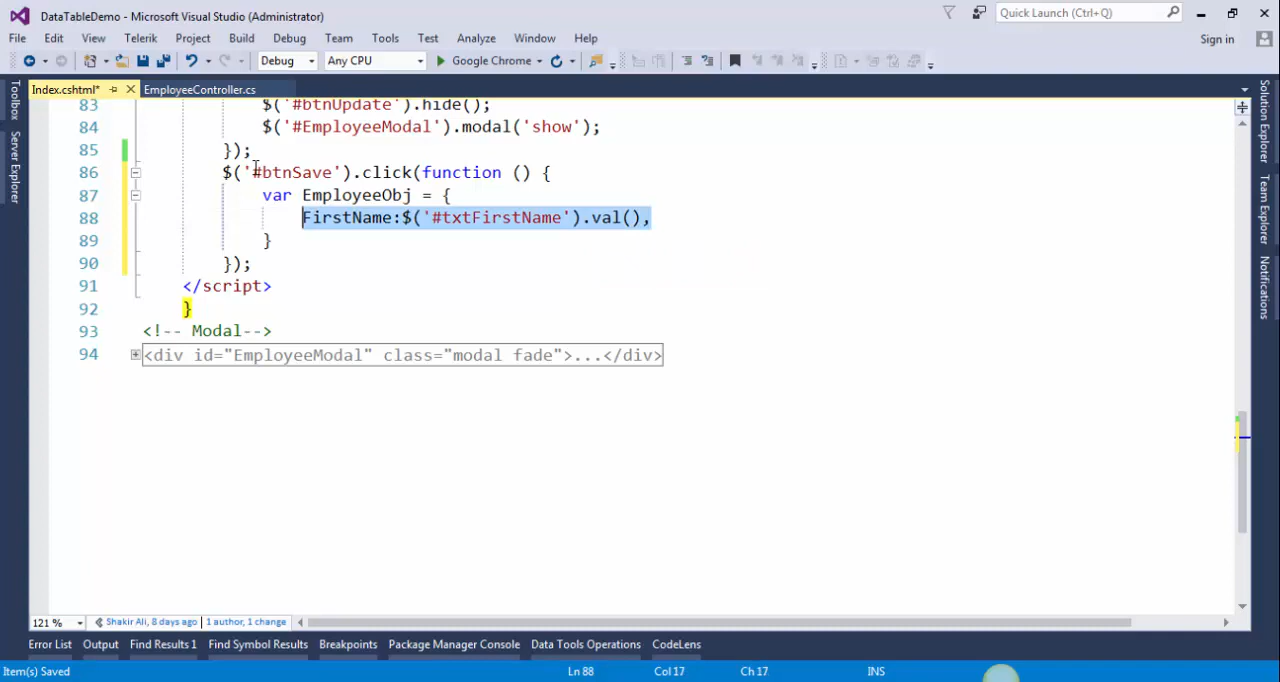 DataTableDemo - Microsoft Visual Studio (Administrator)
Quick Launch (Ctrl+Q)
File Edit View Telerik Project Build Debug Team Tools Test Analyze Window Help
Sign in
Debug Any CPU Google Chrome
Index.cshtml* EmployeeController.cs
Toolbox
Server Explorer
83 $('#btnUpdate').hide();
84 $('#EmployeeModal').modal('show');
85 });
86 $('#btnSave').click(function () {
87 var EmployeeObj = {
88 FirstName:$('#txtFirstName').val(),
89 }
90 });
91 </script>
92 }
93 <!-- Modal-->
94 <div id="EmployeeModal" class="modal fade">...</div>
Solution Explorer
Team Explorer
Notifications
121 % Shakir Ali, 8 days ago | 1 author, 1 change
Error List Output Find Results 1 Find Symbol Results Breakpoints Package Manager Console Data Tools Operations CodeLens
Item(s) Saved Ln 88 Col 17 Ch 17 INS